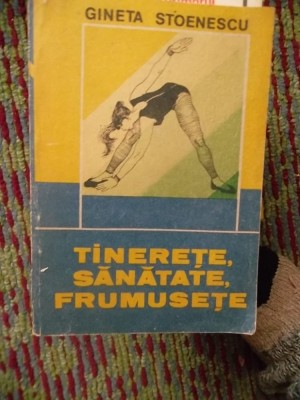 GINETA STOENESCU
TINEREȚE,
SĂNĂTATE,
FRUMUSEȚE